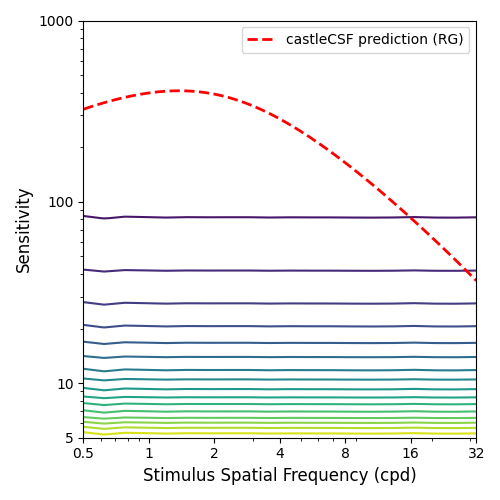 1000
castleCSF prediction (RG)
100
10
5
Sensitivity
0.5 1 2 4 8 16 32
Stimulus Spatial Frequency (cpd)